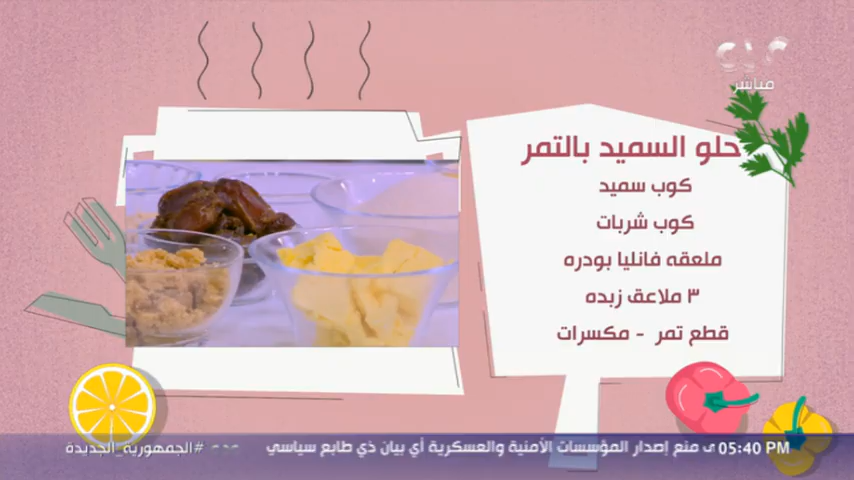 مباشر
حلو السميد بالتمر
كوب سميد
كوب شربات
ملعقه فانليا بودره
٣ ملاعق زبده
قطع تمر - مكسرات
05:40 PM
ى منع إصدار المؤسسات الأمنية والعسكرية أي بيان ذي طابع سياسي
#الجمهورية_الجديدة